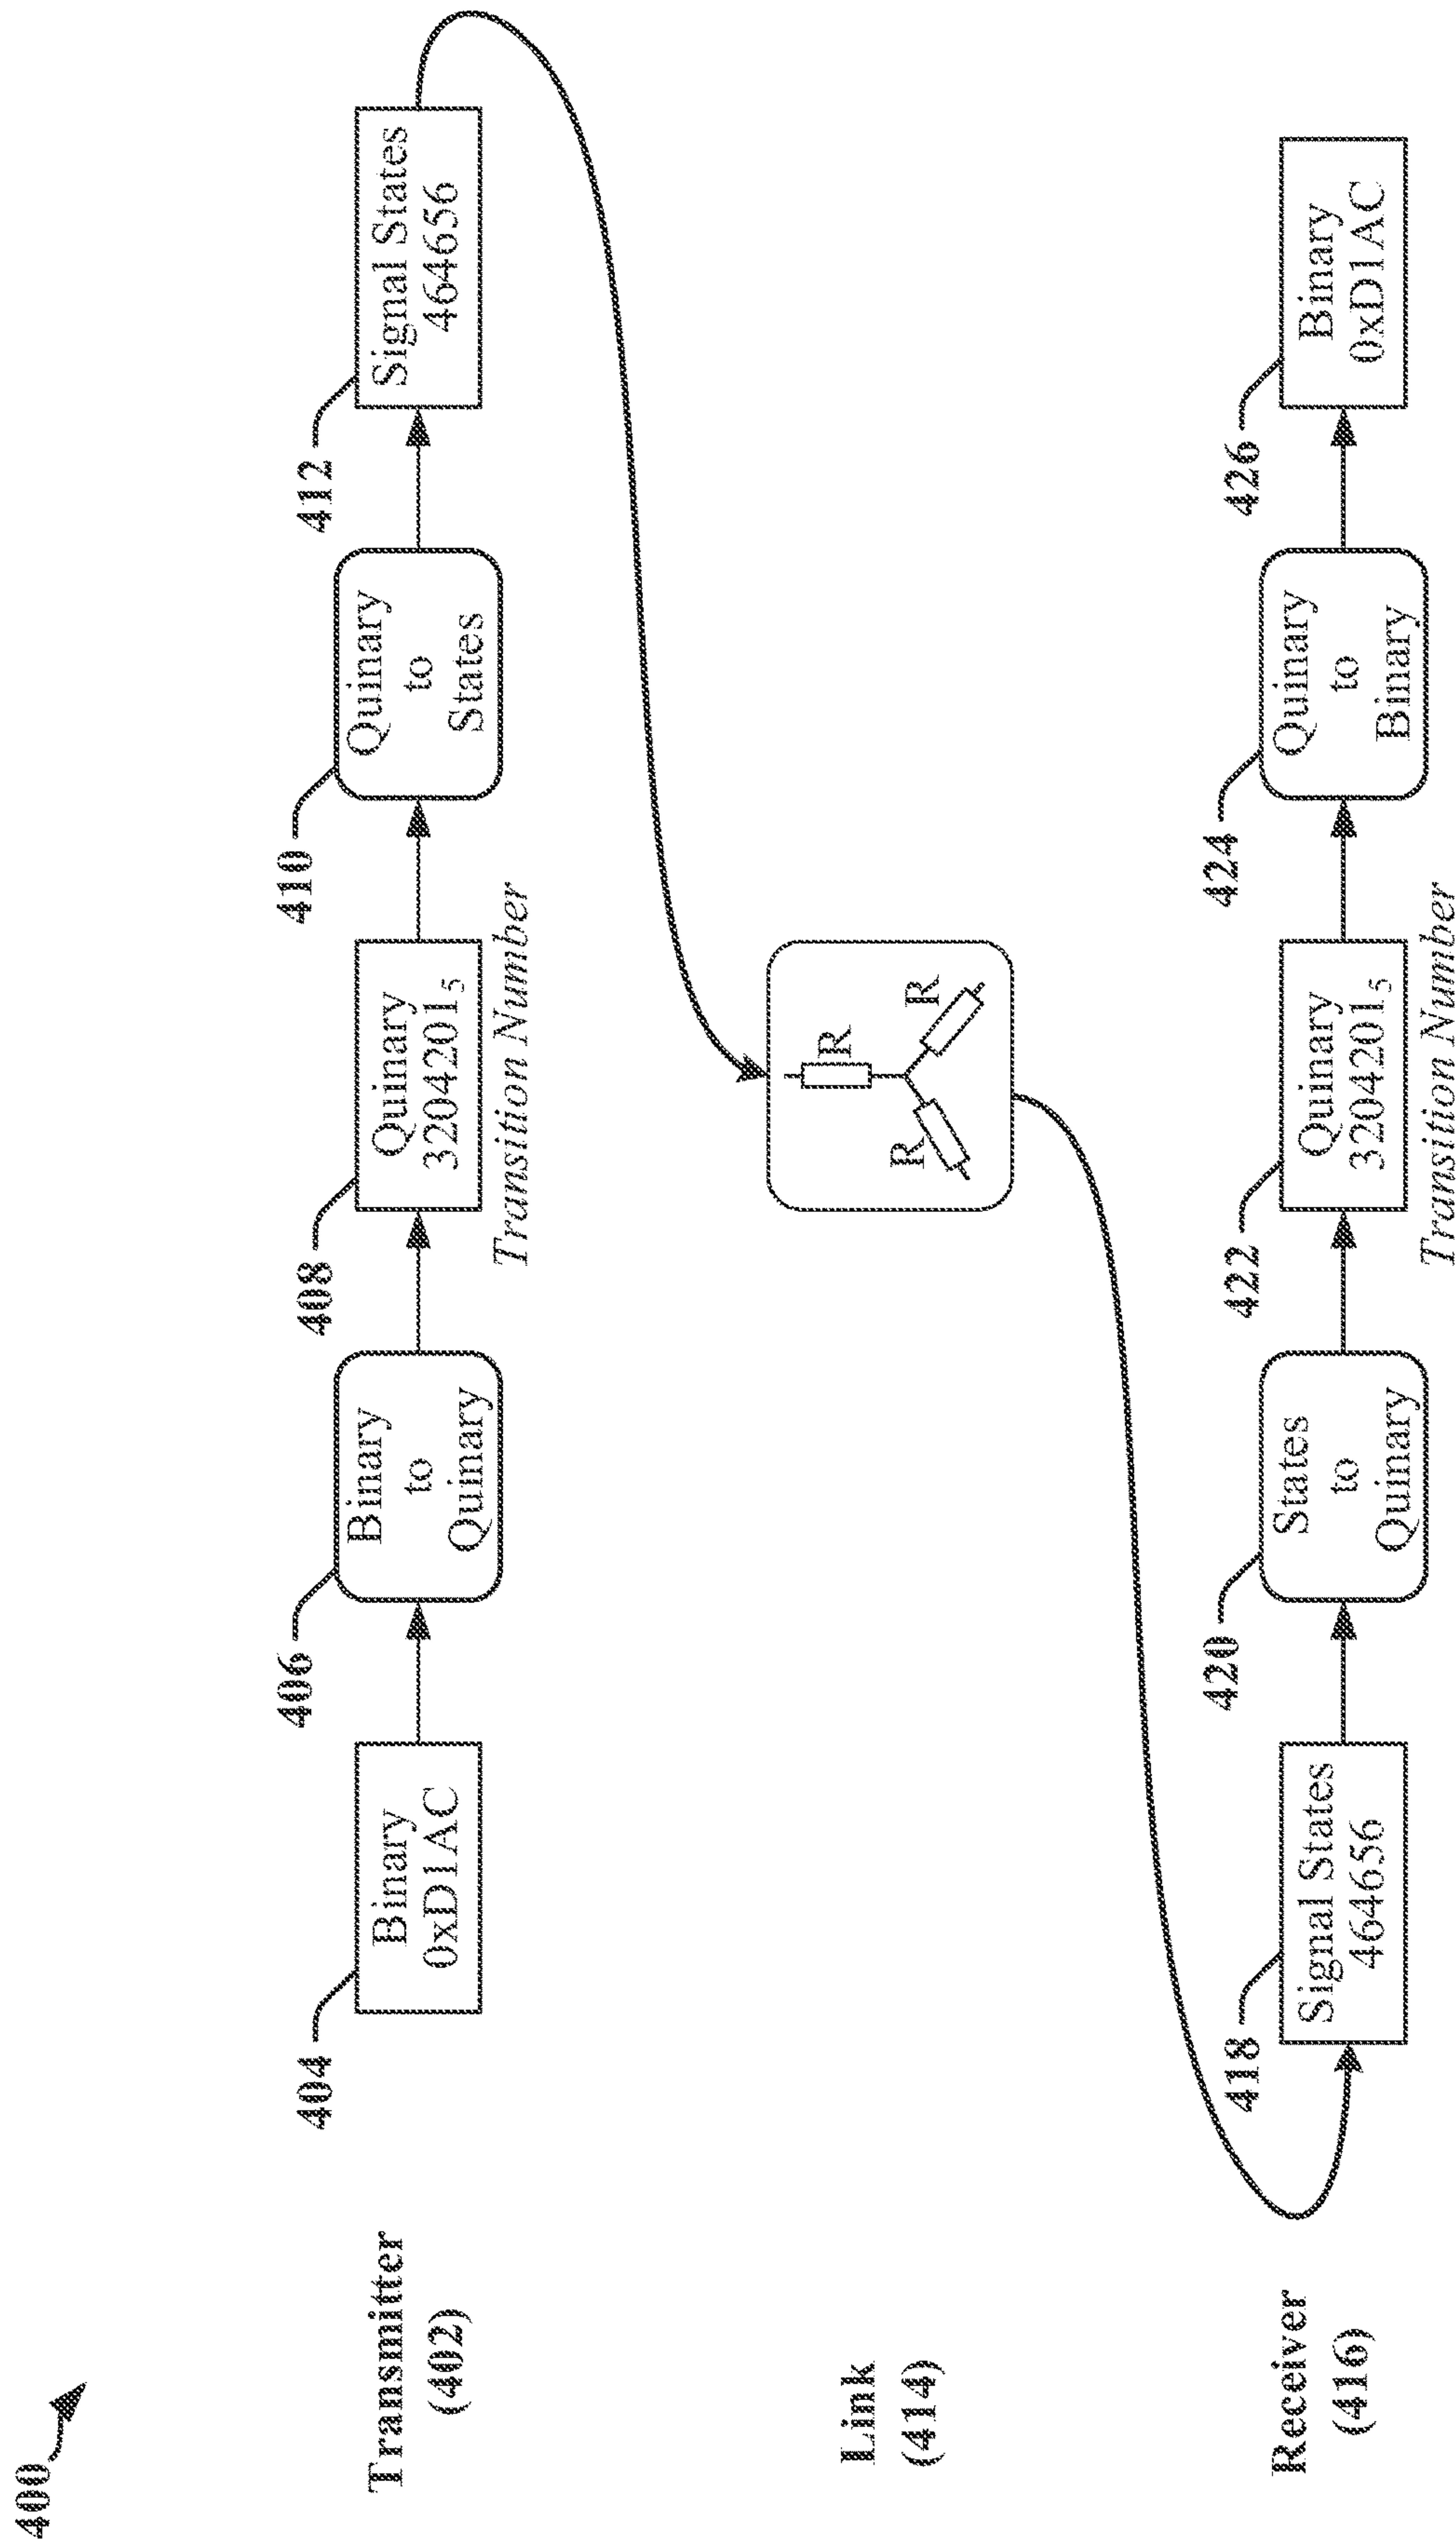 400
Transmitter
(402)
404
Binary
0xD1AC
406
Binary
to
Quinary
408
Quinary
3204201₅
Transition Number
410
Quinary
to
States
412
Signal States
464656
Link
(414)
R
R
R
Receiver
(416)
418
Signal States
464656
420
States
to
Quinary
422
Quinary
3204201₅
Transition Number
424
Quinary
to
Binary
426
Binary
0xD1AC